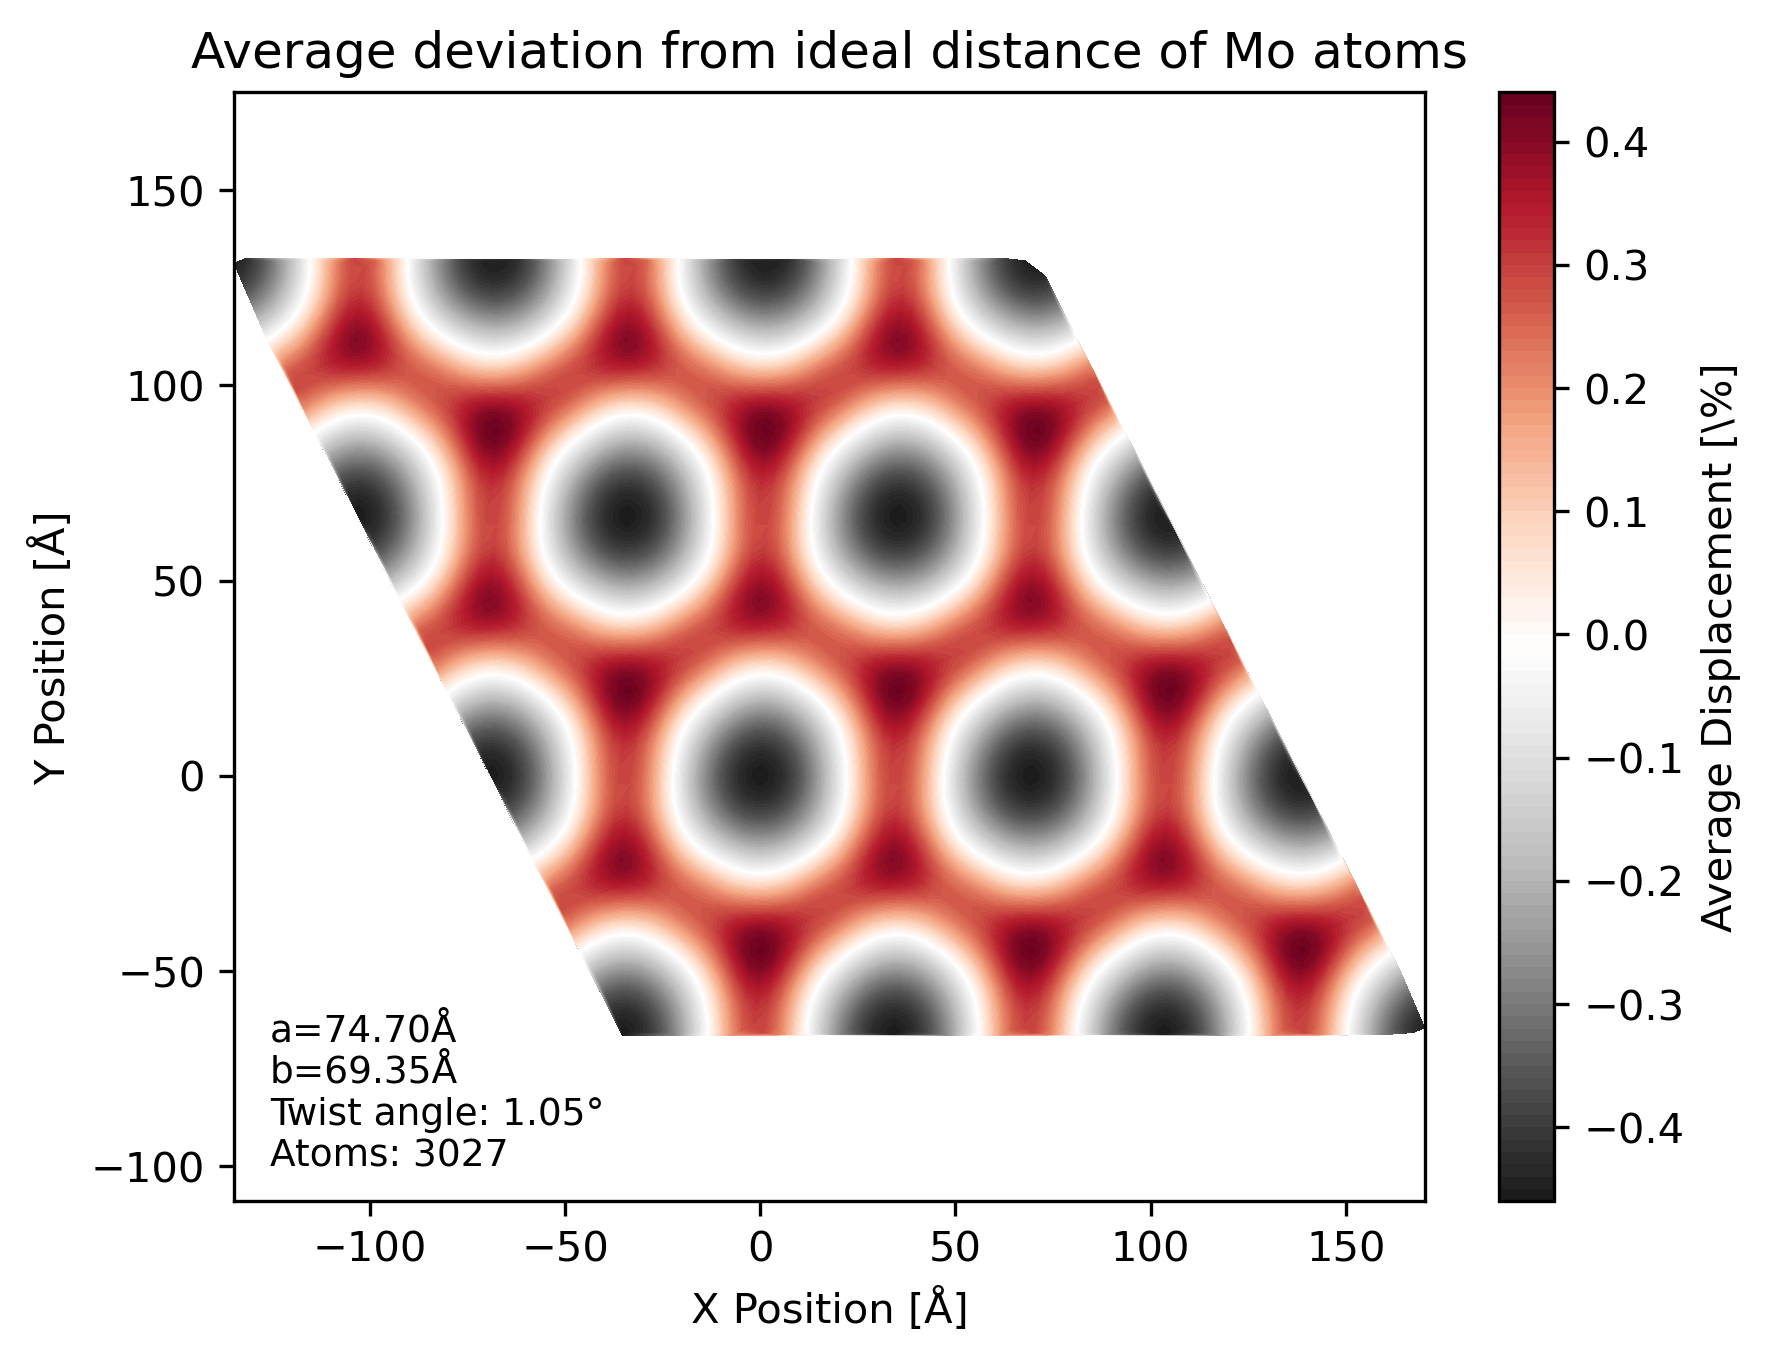 Average deviation from ideal distance of Mo atoms
150
100
50
0
−50
−100
Y Position [Å]
a=74.70Å
b=69.35Å
Twist angle: 1.05°
Atoms: 3027
−100 −50 0 50 100 150
X Position [Å]
0.4
0.3
0.2
0.1
0.0
−0.1
−0.2
−0.3
−0.4
Average Displacement [\%]